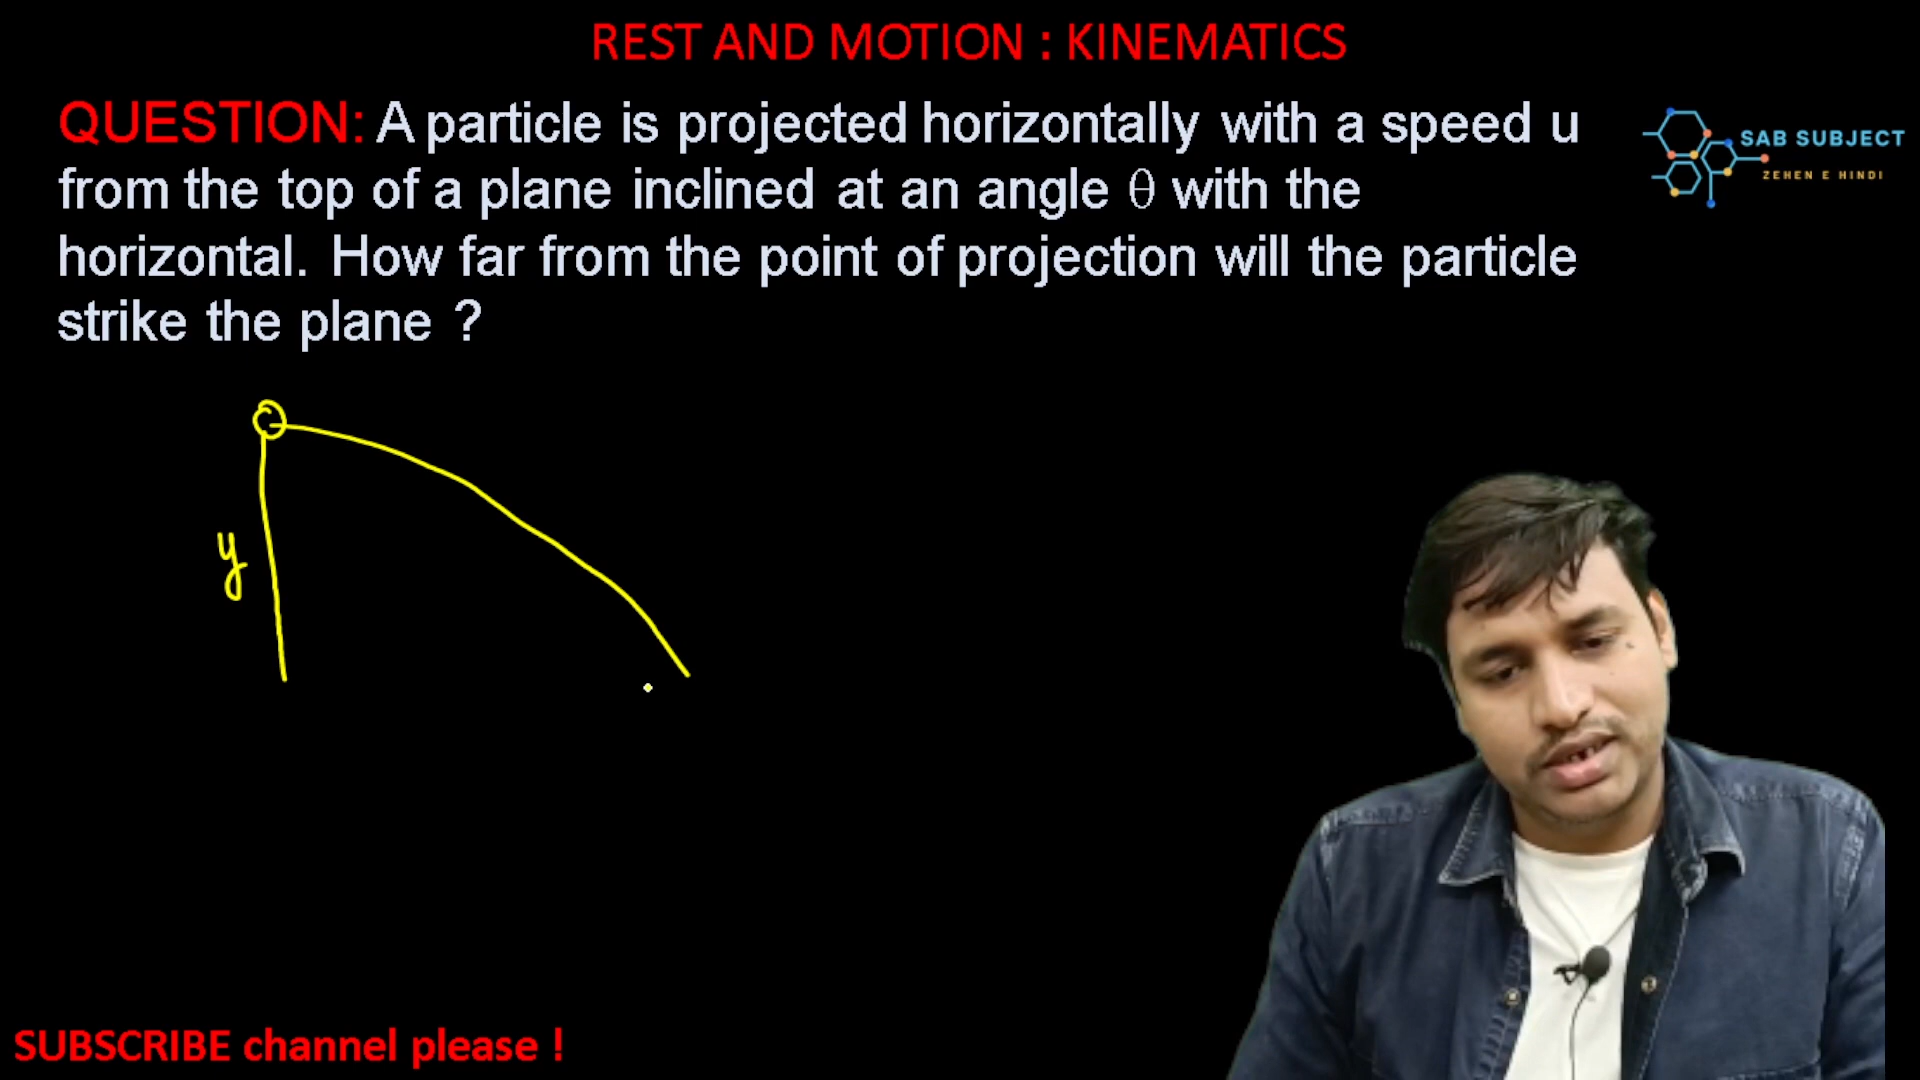 REST AND MOTION : KINEMATICS
QUESTION: A particle is projected horizontally with a speed u
from the top of a plane inclined at an angle θ with the
horizontal. How far from the point of projection will the particle
strike the plane ?
SAB SUBJECT
ZEHEN E HINDI
y
SUBSCRIBE channel please !